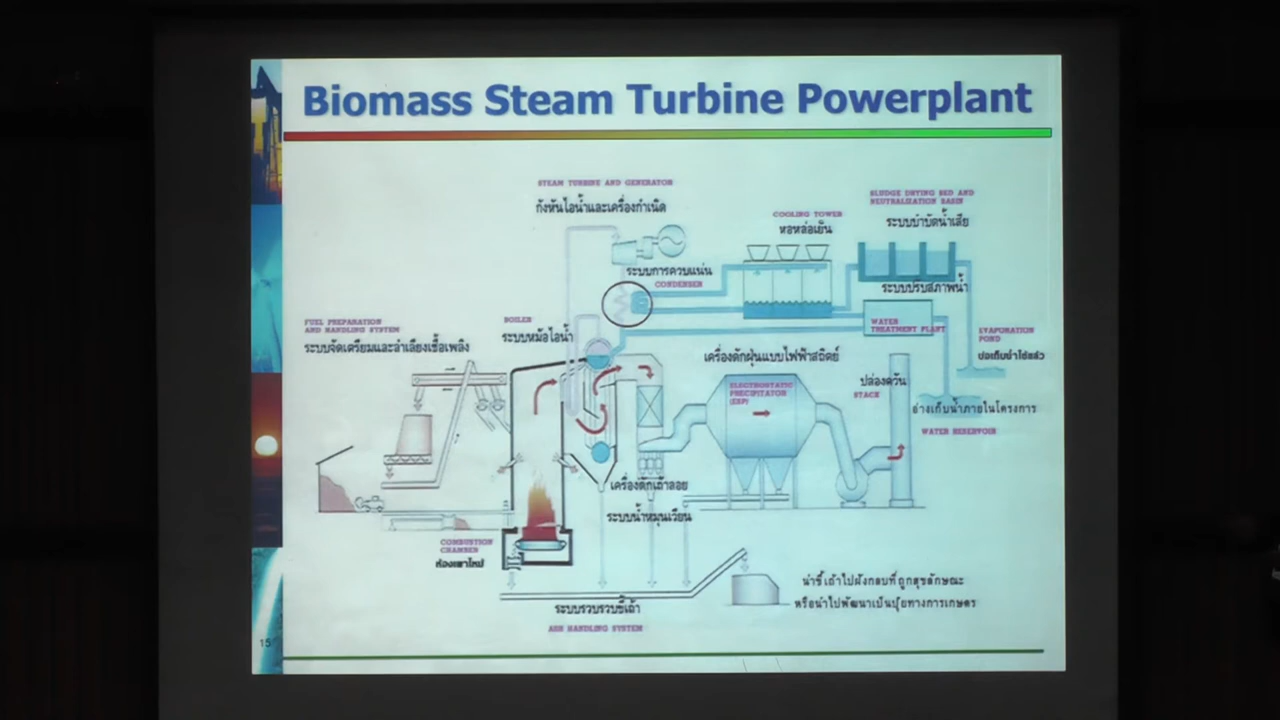 Biomass Steam Turbine Powerplant
STEAM TURBINE AND GENERATOR
กังหันไอน้ำและเครื่องกำเนิด
COOLING TOWER
หอหล่อเย็น
SLUDGE DRYING BED AND
NEUTRALIZATION BASIN
ระบบบำบัดน้ำเสีย
ระบบการควบแน่น
CONDENSER
ระบบปรับสภาพน้ำ
WATER
TREATMENT PLANT
EVAPORATION
POND
บ่อเก็บน้ำใช้แล้ว
FUEL PREPARATION
AND HANDLING SYSTEM
ระบบจัดเตรียมและลำเลียงเชื้อเพลิง
BOILER
ระบบหม้อไอน้ำ
เครื่องดักฝุ่นแบบไฟฟ้าสถิตย์
ELECTROSTATIC
PRECIPITATOR
(ESP)
ปล่องควัน
STACK
อ่างเก็บน้ำภายในโครงการ
WATER RESERVOIR
เครื่องดักเถ้าลอย
ระบบน้ำหมุนเวียน
COMBUSTION
CHAMBER
ห้องเผาไหม้
ระบบรวบรวบขี้เถ้า
ASH HANDLING SYSTEM
นำขี้เถ้าไปฝังกลบที่ถูกสุขลักษณะ
หรือนำไปพัฒนาเป็นปุ๋ยทางการเกษตร
15